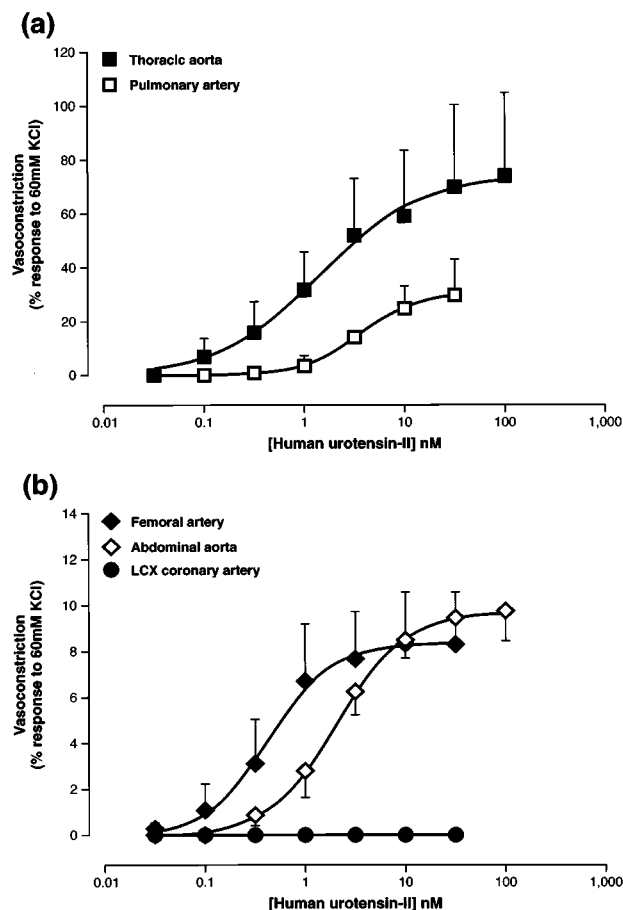 (a)
Thoracic aorta
Pulmonary artery
120
100
80
60
40
20
0
Vasoconstriction
(% response to 60mM KCl)
0.01 0.1 1 10 100 1,000
[Human urotensin-II] nM
(b)
Femoral artery
Abdominal aorta
LCX coronary artery
14
12
10
8
6
4
2
0
Vasoconstriction
(% response to 60mM KCl)
0.01 0.1 1 10 100 1,000
[Human urotensin-II] nM